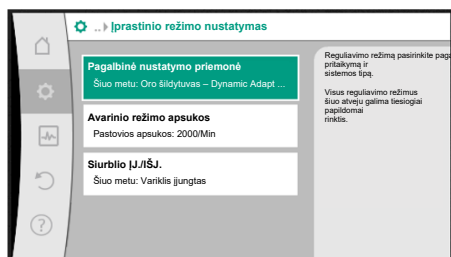 .. Įprastinio režimo nustatymas
Pagalbinė nustatymo priemonė
Šiuo metu: Oro šildytuvas – Dynamic Adapt ...
Avarinio režimo apsukos
Pastovios apsukos: 2000/Min
Siurblio ĮJ./IŠJ.
Šiuo metu: Variklis įjungtas
Reguliavimo režimą pasirinkite
pritaikymą ir
sistemos tipą.
Visus reguliavimo režimus
šiuo atveju galima tiesiogiai
papildomai
rinktis.